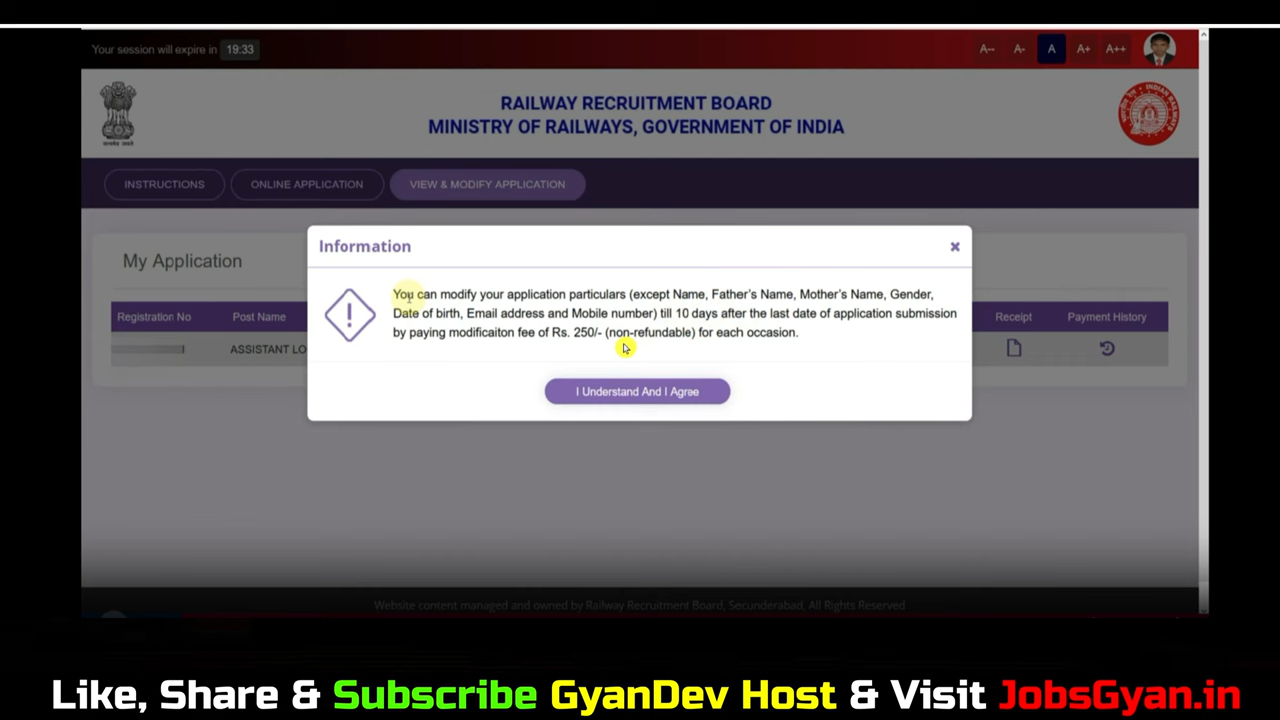 Your session will expire in 19:33
A-- A- A A+ A++
RAILWAY RECRUITMENT BOARD
MINISTRY OF RAILWAYS, GOVERNMENT OF INDIA
सत्यमेव जयते
INDIAN RAILWAYS
INSTRUCTIONS ONLINE APPLICATION VIEW & MODIFY APPLICATION
Information
My Application
You can modify your application particulars (except Name, Father's Name, Mother's Name, Gender,
Date of birth, Email address and Mobile number) till 10 days after the last date of application submission
by paying modificaiton fee of Rs. 250/- (non-refundable) for each occasion.
Registration No Post Name Receipt Payment History
ASSISTANT LO
I Understand And I Agree
Website content managed and owned by Railway Recruitment Board, Secunderabad, All Rights Reserved
Like, Share & Subscribe GyanDev Host & Visit JobsGyan.in